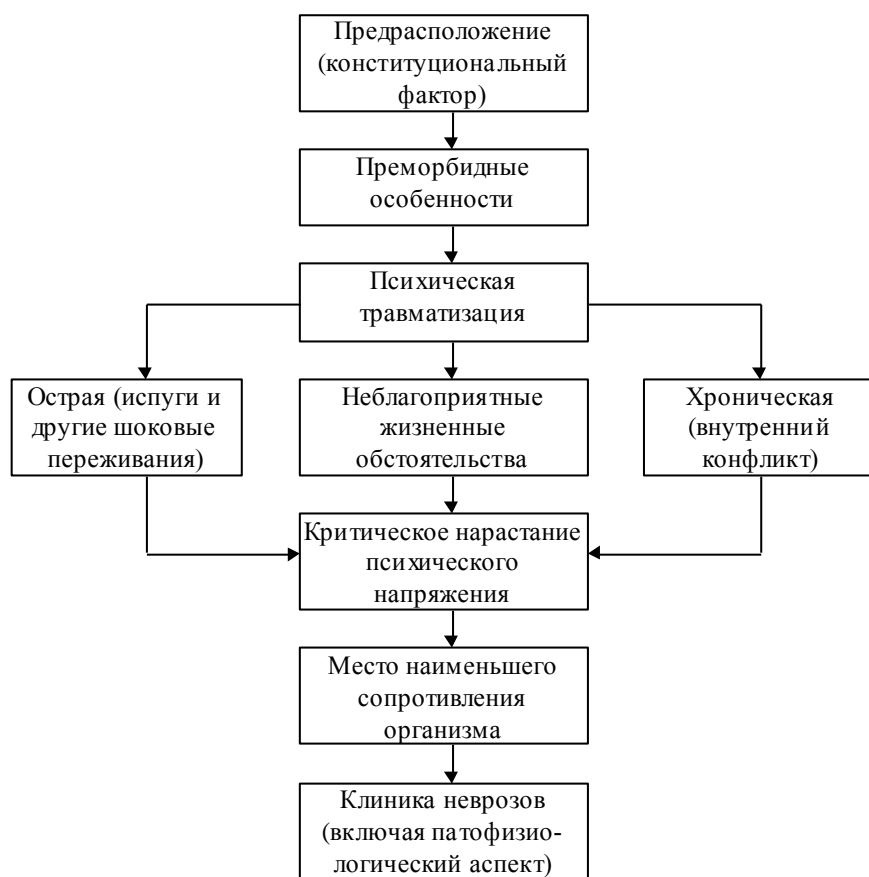 Предрасположение
(конституциональный
фактор)
Преморбидные
особенности
Психическая
травматизация
Острая (испуги и
другие шоковые
переживания)
Неблагоприятные
жизненные
обстоятельства
Хроническая
(внутренний
конфликт)
Критическое нарастание
психического
напряжения
Место наименьшего
сопротивления
организма
Клиника неврозов
(включая патофизио-
логический аспект)